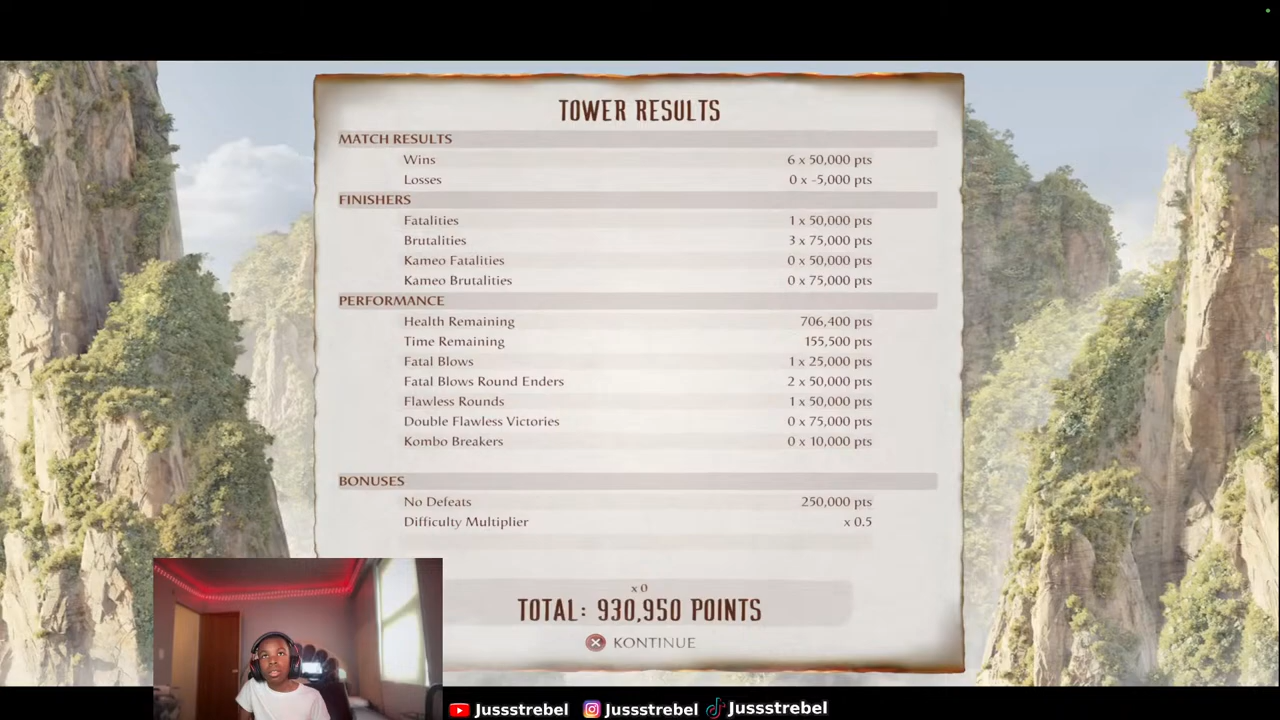 TOWER RESULTS
MATCH RESULTS
Wins 6 x 50,000 pts
Losses 0 x -5,000 pts
FINISHERS
Fatalities 1 x 50,000 pts
Brutalities 3 x 75,000 pts
Kameo Fatalities 0 x 50,000 pts
Kameo Brutalities 0 x 75,000 pts
PERFORMANCE
Health Remaining 706,400 pts
Time Remaining 155,500 pts
Fatal Blows 1 x 25,000 pts
Fatal Blows Round Enders 2 x 50,000 pts
Flawless Rounds 1 x 50,000 pts
Double Flawless Victories 0 x 75,000 pts
Kombo Breakers 0 x 10,000 pts
BONUSES
No Defeats 250,000 pts
Difficulty Multiplier x 0.5
x 0
TOTAL: 930,950 POINTS
KONTINUE
Jussstrebel Jussstrebel Jussstrebel